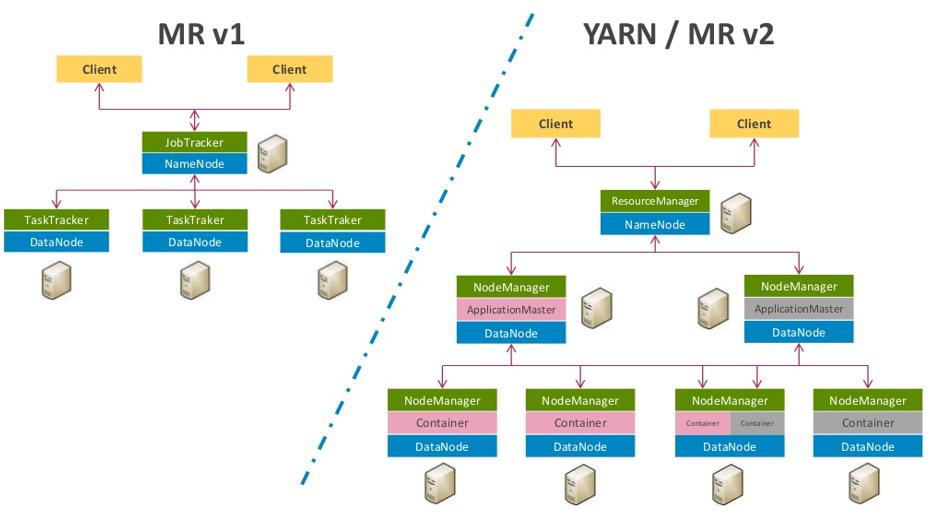 MR v1
YARN / MR v2
Client
Client
JobTracker
NameNode
TaskTracker
DataNode
TaskTraker
DataNode
TaskTraker
DataNode
Client
Client
ResourceManager
NameNode
NodeManager
ApplicationMaster
DataNode
NodeManager
ApplicationMaster
DataNode
NodeManager
Container
DataNode
NodeManager
Container
DataNode
NodeManager
Container
Container
DataNode
NodeManager
Container
DataNode